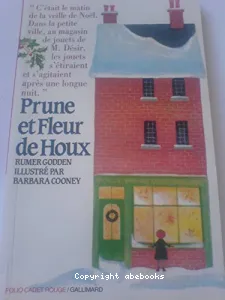 " C'était le matin
de la veille de Noël.
Dans la petite
ville, au magasin
de jouets de
M. Désir,
les jouets
s'étiraient
et s'agitaient
après une longue
nuit. "
Prune
et Fleur
de Houx
RUMER GODDEN
ILLUSTRÉ PAR
BARBARA COONEY
FOLIO CADET ROUGE / GALLIMARD
Copyright abebooks